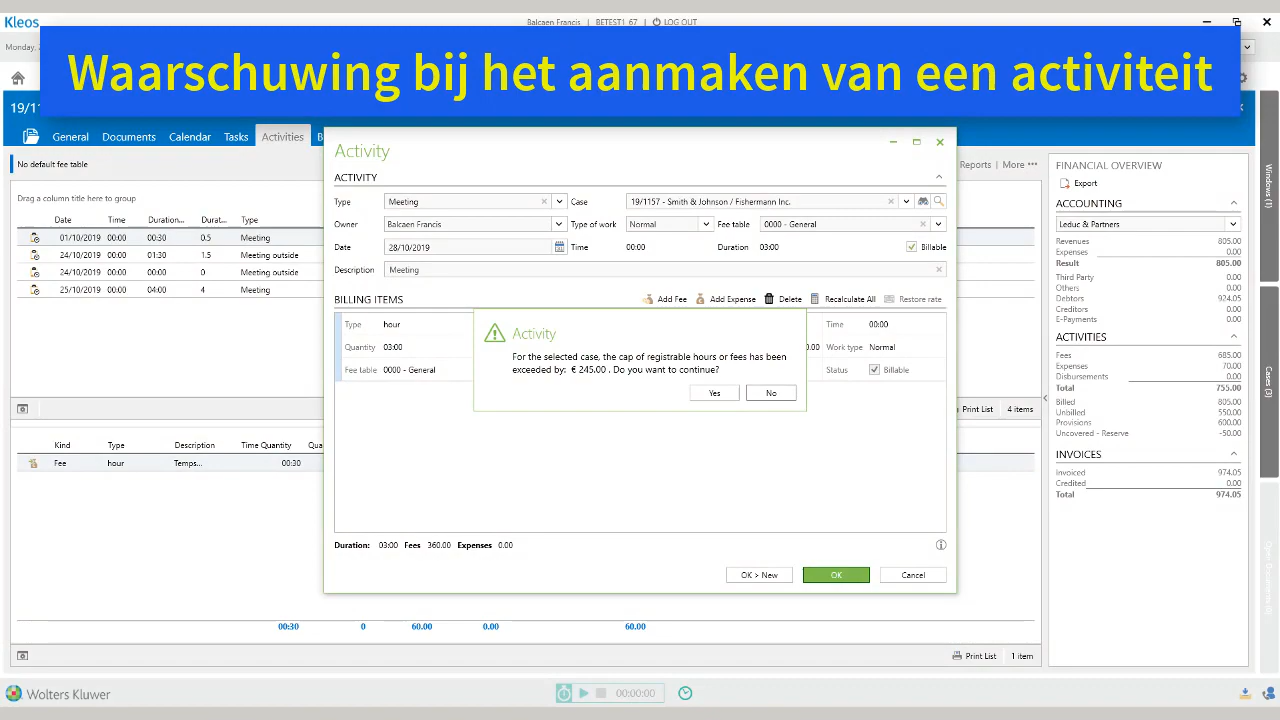 Kleos
Balcaen Francis | BETEST1 67 | LOG OUT
Monday,
Waarschuwing bij het aanmaken van een activiteit
19/11
General Documents Calendar Tasks Activities B
No default fee table
Reports | More
Drag a column title here to group
Date Time Duration... Durat... Type
01/10/2019 00:00 00:30 0.5 Meeting
24/10/2019 00:00 01:30 1.5 Meeting outside
24/10/2019 00:00 00:00 0 Meeting outside
25/10/2019 00:00 04:00 4 Meeting
Print List 4 items
Kind Type Description Time Quantity Qua
Fee hour Temps... 00:30
00:30 0 60.00 0.00 60.00
Print List 1 item
Activity
ACTIVITY
Type Meeting Case 19/1157 - Smith & Johnson / Fishermann Inc.
Owner Balcaen Francis Type of work Normal Fee table 0000 - General
Date 28/10/2019 Time 00:00 Duration 03:00 Billable
Description Meeting
BILLING ITEMS Add Fee Add Expense Delete Recalculate All Restore rate
Type hour Time 00:00
Quantity 03:00 0.00 Work type Normal
Fee table 0000 - General Status Billable
Activity
For the selected case, the cap of registrable hours or fees has been
exceeded by: € 245.00 . Do you want to continue?
Yes No
Duration: 03:00 Fees 360.00 Expenses 0.00
OK > New OK Cancel
FINANCIAL OVERVIEW
Export
ACCOUNTING
Leduc & Partners
Revenues 805.00
Expenses 0.00
Result 805.00
Third Party 0.00
Others 0.00
Debtors 924.05
Creditors 0.00
E-Payments 0.00
ACTIVITIES
Fees 685.00
Expenses 70.00
Disbursements 0.00
Total 755.00
Billed 805.00
Unbilled 550.00
Provisions 600.00
Uncovered - Reserve -50.00
INVOICES
Invoiced 974.05
Credited 0.00
Total 974.05
Windows (1)
Cases (3)
Wolters Kluwer
00:00:00